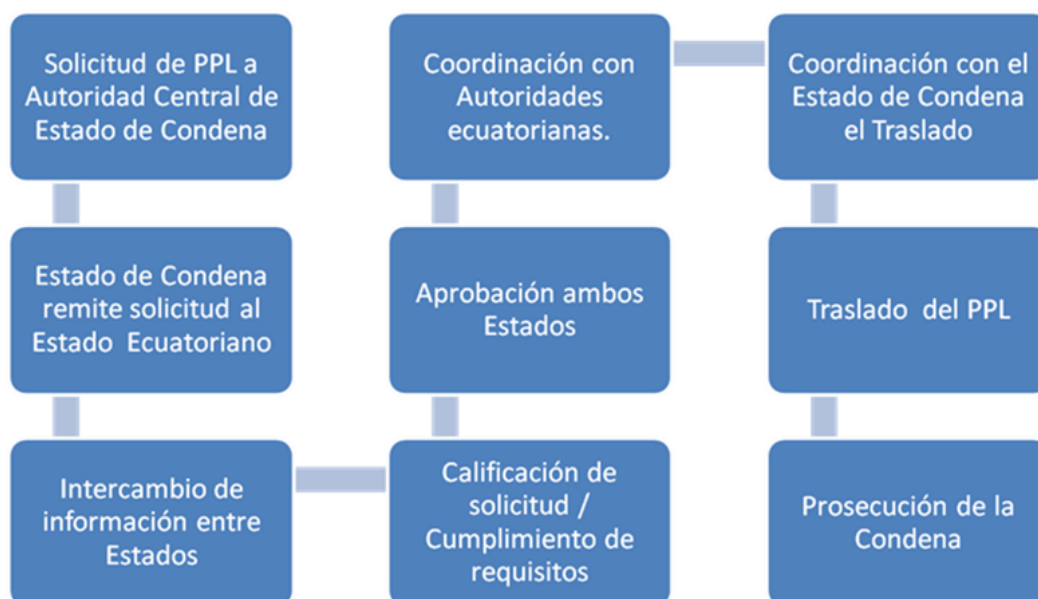 Solicitud de PPL a
Autoridad Central de
Estado de Condena
Estado de Condena
remite solicitud al
Estado Ecuatoriano
Intercambio de
información entre
Estados
Calificación de
solicitud /
Cumplimiento de
requisitos
Aprobación ambos
Estados
Coordinación con
Autoridades
ecuatorianas.
Coordinación con el
Estado de Condena
el Traslado
Traslado del PPL
Prosecución de la
Condena